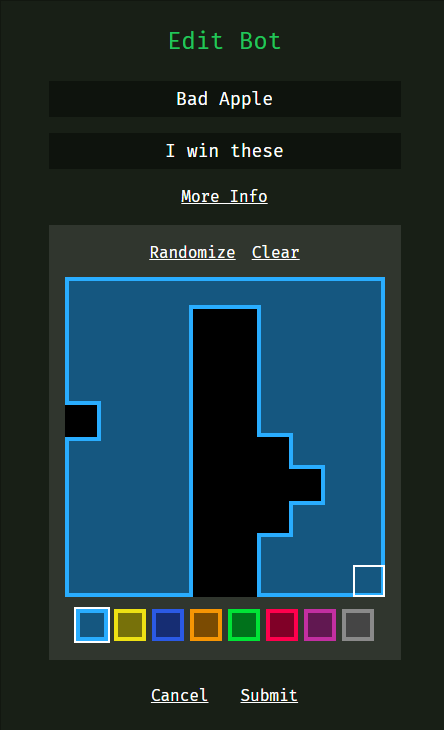 Edit Bot
Bad Apple
I win these
More Info
Randomize Clear
Cancel Submit